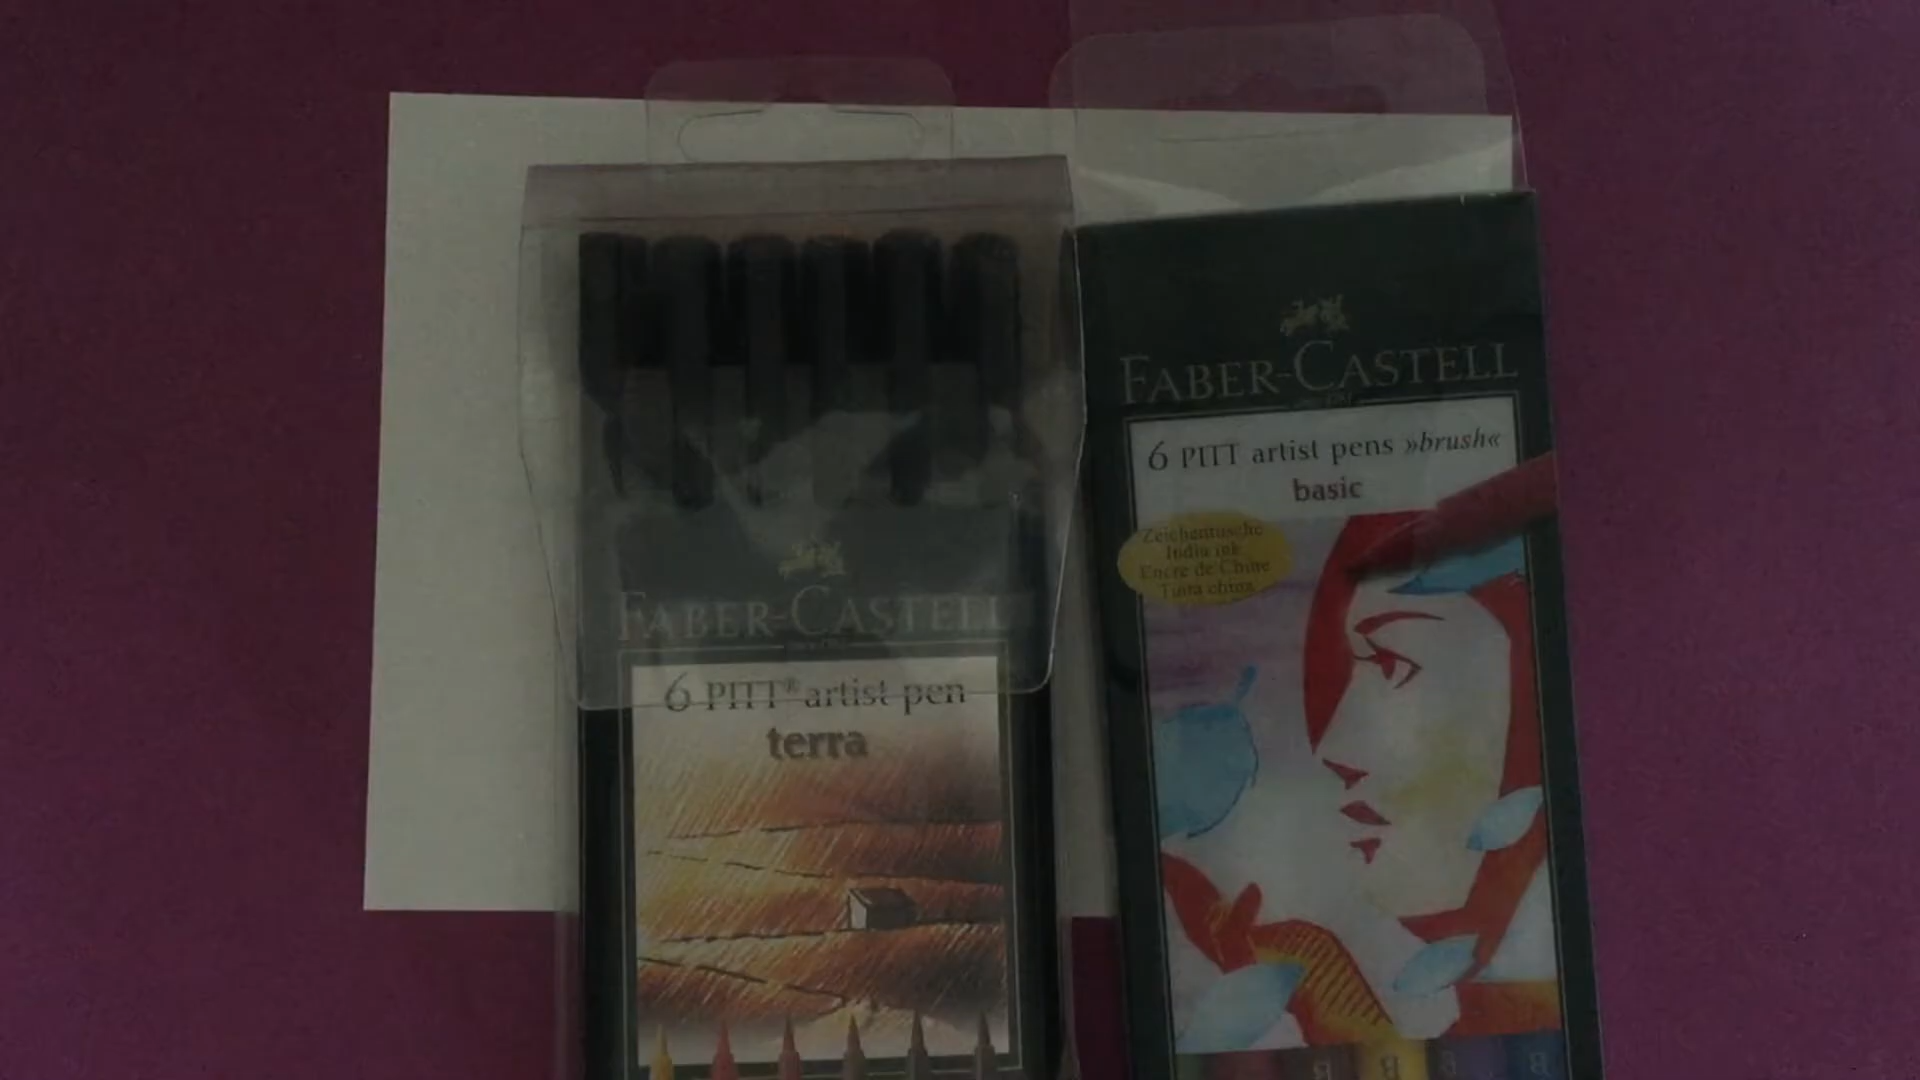 FABER-CASTELL
6 PITT® artist pen
terra
FABER-CASTELL
6 PITT artist pens »brush«
basic
Zeichentusche
India ink
Encre de Chine
Tinta china
B
B
B
B